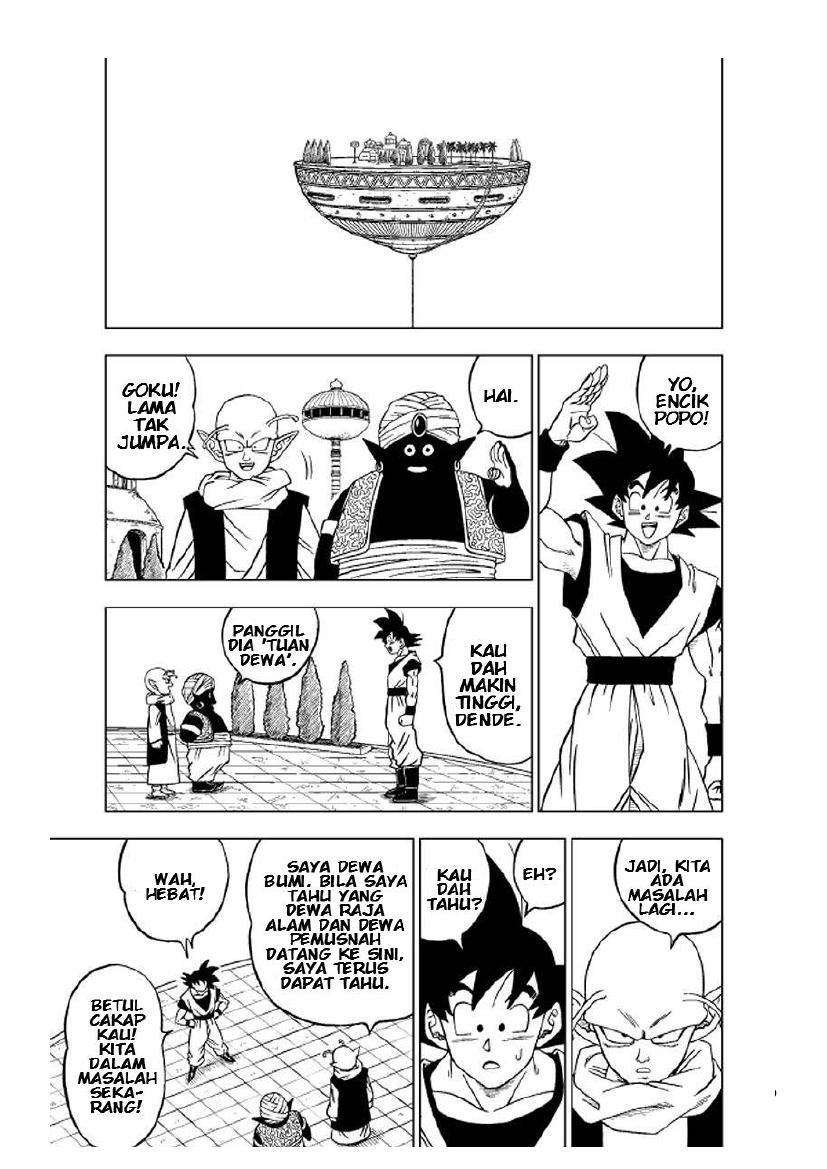 YO,
ENCIK
POPO!
HAI.
GOKU!
LAMA
TAK
JUMPA.
KAU
DAH
MAKIN
TINGGI,
DENDE.
PANGGIL
DIA 'TUAN
DEWA'.
JADI, KITA
ADA
MASALAH
LAGI...
EH?
KAU
DAH
TAHU?
SAYA DEWA
BUMI. BILA SAYA
TAHU YANG
DEWA RAJA
ALAM DAN DEWA
PEMUSNAH
DATANG KE SINI,
SAYA TERUS
DAPAT TAHU.
WAH,
HEBAT!
BETUL
CAKAP
KAU!
KITA
DALAM
MASALAH
SEKA-
RANG!